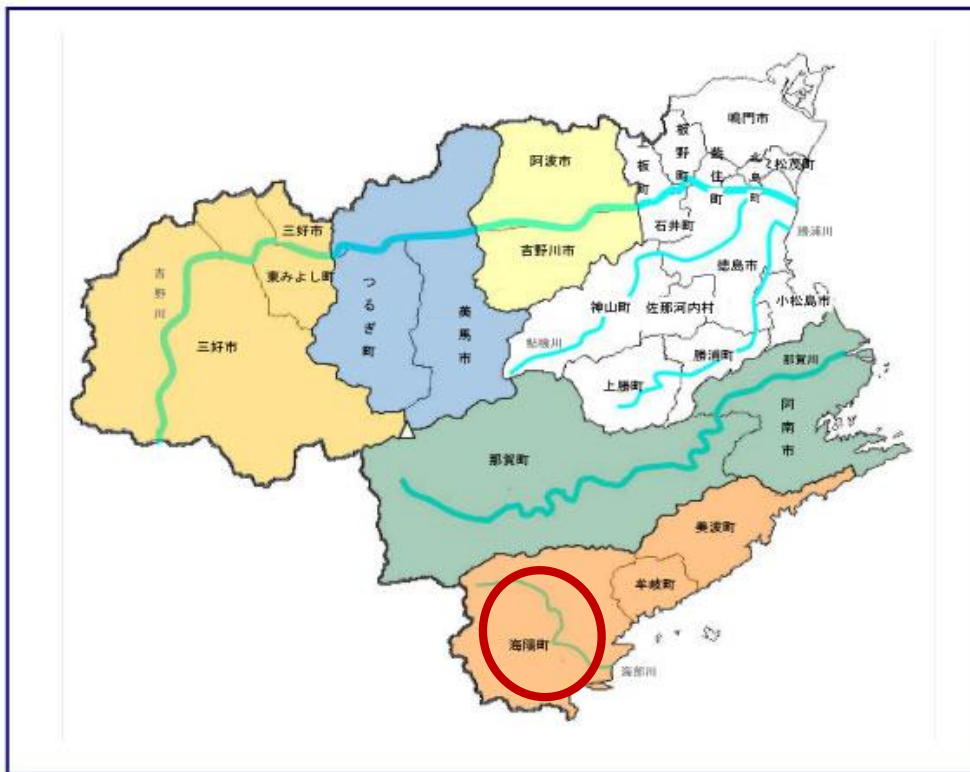 鳴門市
板野町
上板町
藍住町
北島町
松茂町
阿波市
石井町
勝浦川
三好市
吉野川市
徳島市
東みよし町
吉野川
つるぎ町
美馬市
神山町
佐那河内村
小松島市
三好市
鮎喰川
勝浦町
那賀川
上勝町
阿南市
那賀町
美波町
牟岐町
海陽町
海部川